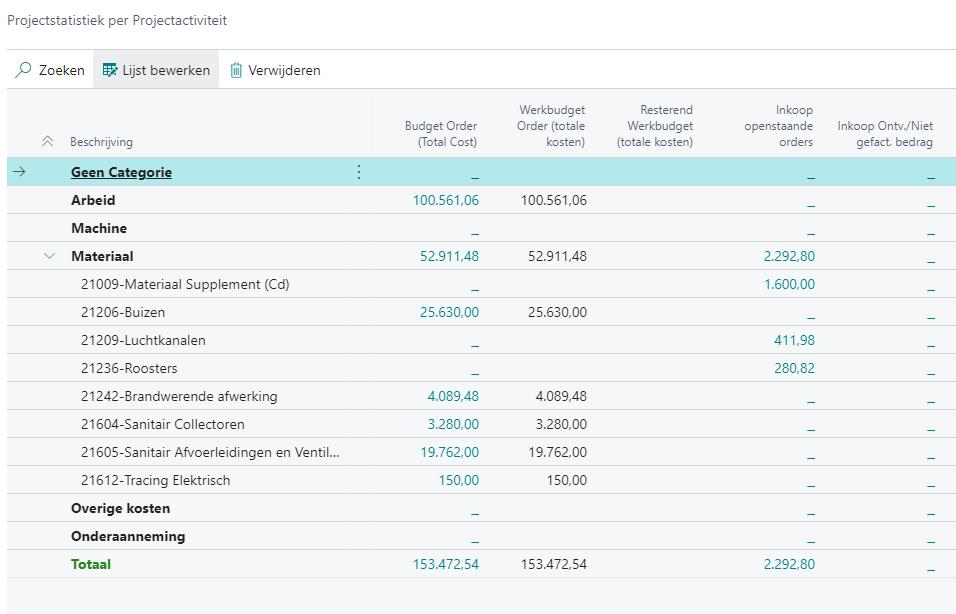 Projectstatistiek per Projectactiviteit
Zoeken Lijst bewerken Verwijderen
Beschrijving Budget Order (Total Cost) Werkbudget Order (totale kosten) Resterend Werkbudget (totale kosten) Inkoop openstaande orders Inkoop Ontv./Niet gefact. bedrag
Geen Categorie _ _ _
Arbeid 100.561,06 100.561,06 _ _
Machine _ _ _
Materiaal 52.911,48 52.911,48 2.292,80 _
21009-Materiaal Supplement (Cd) _ 1.600,00 _
21206-Buizen 25.630,00 25.630,00 _ _
21209-Luchtkanalen _ 411,98 _
21236-Roosters _ 280,82 _
21242-Brandwerende afwerking 4.089,48 4.089,48 _ _
21604-Sanitair Collectoren 3.280,00 3.280,00 _ _
21605-Sanitair Afvoerleidingen en Ventil... 19.762,00 19.762,00 _ _
21612-Tracing Elektrisch 150,00 150,00 _ _
Overige kosten _ _ _
Onderaanneming _ _ _
Totaal 153.472,54 153.472,54 2.292,80 _